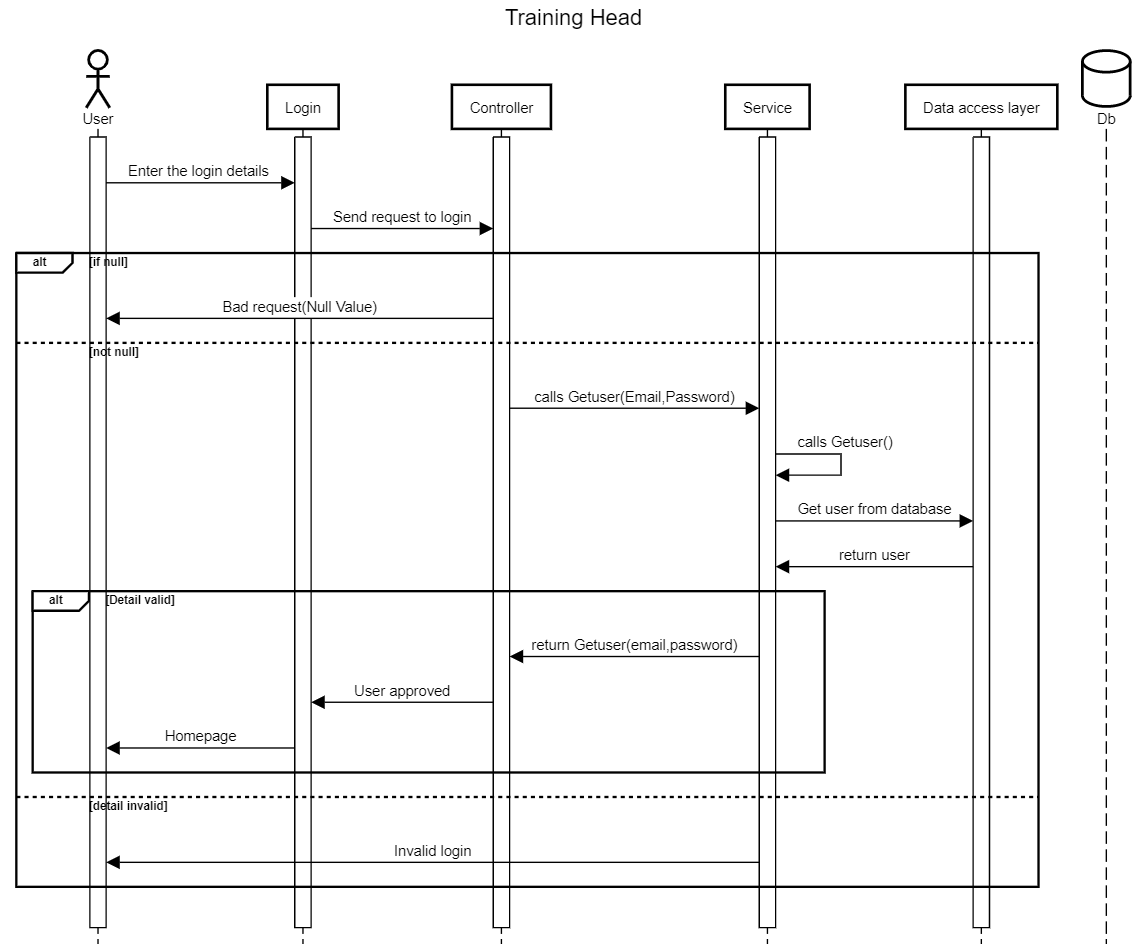 Training Head
User
Login
Controller
Service
Data access layer
Db
Enter the login details
Send request to login
alt
[if null]
Bad request(Null Value)
[not null]
calls Getuser(Email,Password)
calls Getuser()
Get user from database
return user
alt
[Detail valid]
return Getuser(email,password)
User approved
Homepage
[detail invalid]
Invalid login